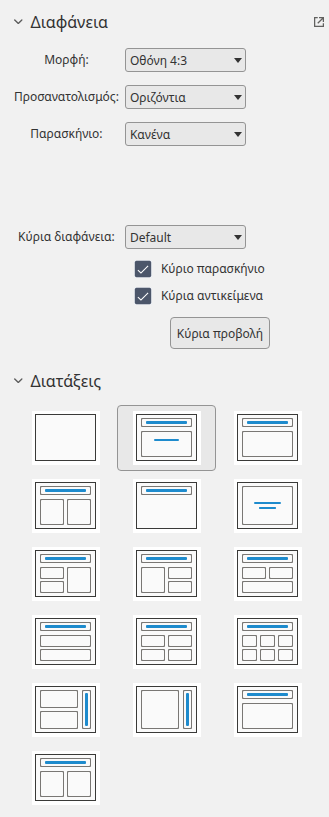 Διαφάνεια
Μορφή: Οθόνη 4:3
Προσανατολισμός: Οριζόντια
Παρασκήνιο: Κανένα
Κύρια διαφάνεια: Default
Κύριο παρασκήνιο
Κύρια αντικείμενα
Κύρια προβολή
Διατάξεις